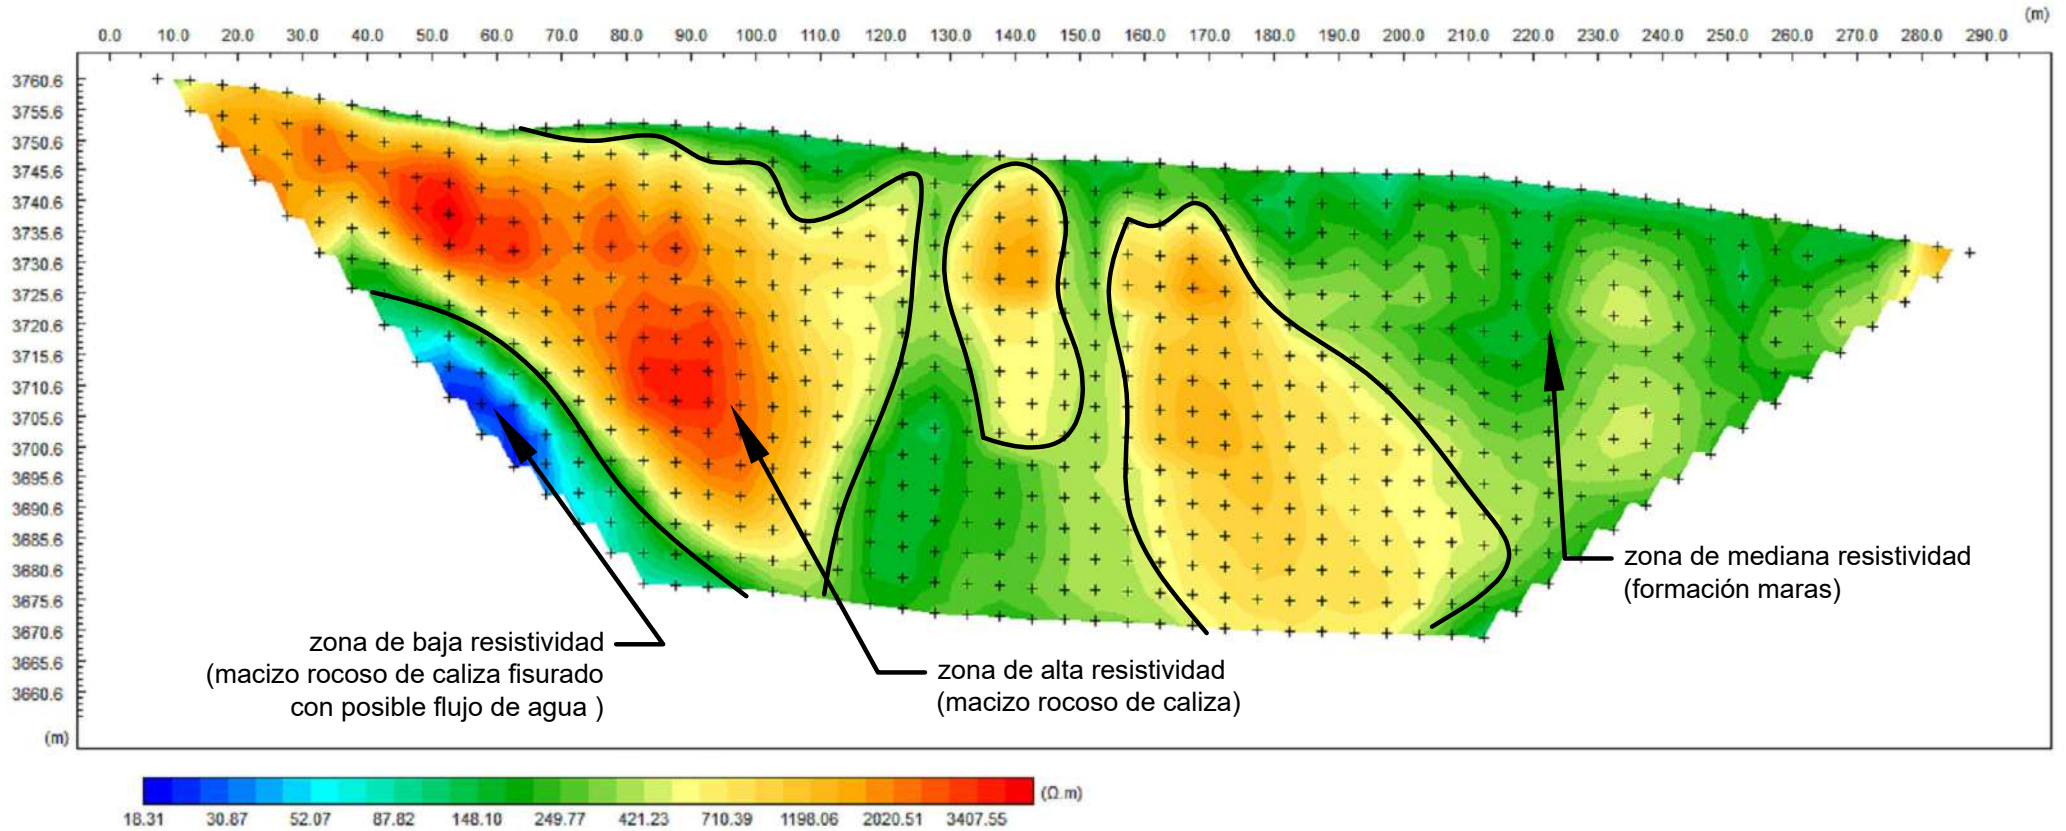 (m)
0.0 10.0 20.0 30.0 40.0 50.0 60.0 70.0 80.0 90.0 100.0 110.0 120.0 130.0 140.0 150.0 160.0 170.0 180.0 190.0 200.0 210.0 220.0 230.0 240.0 250.0 260.0 270.0 280.0 290.0
3760.6
3755.6
3750.6
3745.6
3740.6
3735.6
3730.6
3725.6
3720.6
3715.6
3710.6
3705.6
3700.6
3695.6
3690.6
3685.6
3680.6
3675.6
3670.6
3665.6
3660.6
(m)
zona de mediana resistividad
(formación maras)
zona de baja resistividad
(macizo rocoso de caliza fisurado
con posible flujo de agua )
zona de alta resistividad
(macizo rocoso de caliza)
(Ω.m)
18.31 30.87 52.07 87.82 148.10 249.77 421.23 710.39 1198.06 2020.51 3407.55